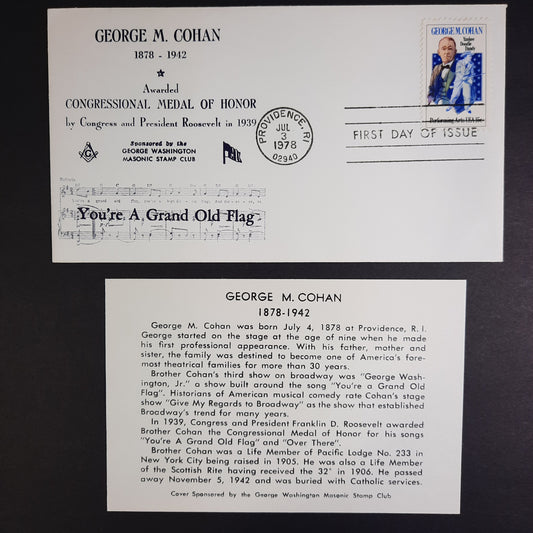 GEORGE M. COHAN
1878 - 1942
Awarded
CONGRESSIONAL MEDAL OF HONOR
by Congress and President Roosevelt in 1939
Sponsored by the
GEORGE WASHINGTON
MASONIC STAMP CLUB
G
You're A Grand Old Flag
PROVIDENCE, RI
JUL
3
1978
02940
GEORGE M. COHAN
Yankee
Doodle
Dandy
Performing Arts USA 15c
FIRST DAY OF ISSUE
GEORGE M. COHAN
1878-1942
George M. Cohan was born July 4, 1878 at Providence, R. I.
George started on the stage at the age of nine when he made
his first professional appearance. With his father, mother and
sister, the family was destined to become one of America's fore-
most theatrical families for more than 30 years.
Brother Cohan's third show on broadway was "George Wash-
ington, Jr." a show built around the song "You're a Grand Old
Flag". Historians of American musical comedy rate Cohan's stage
show "Give My Regards to Broadway" as the show that established
Broadway's trend for many years.
In 1939, Congress and President Franklin D. Roosevelt awarded
Brother Cohan the Congressional Medal of Honor for his songs
"You're A Grand Old Flag" and "Over There".
Brother Cohan was a Life Member of Pacific Lodge No. 233 in
New York City being raised in 1905. He was also a Life Member
of the Scottish Rite having received the 32° in 1906. He passed
away November 5, 1942 and was buried with Catholic services.
Cover Sponsored by the George Washington Masonic Stamp Club